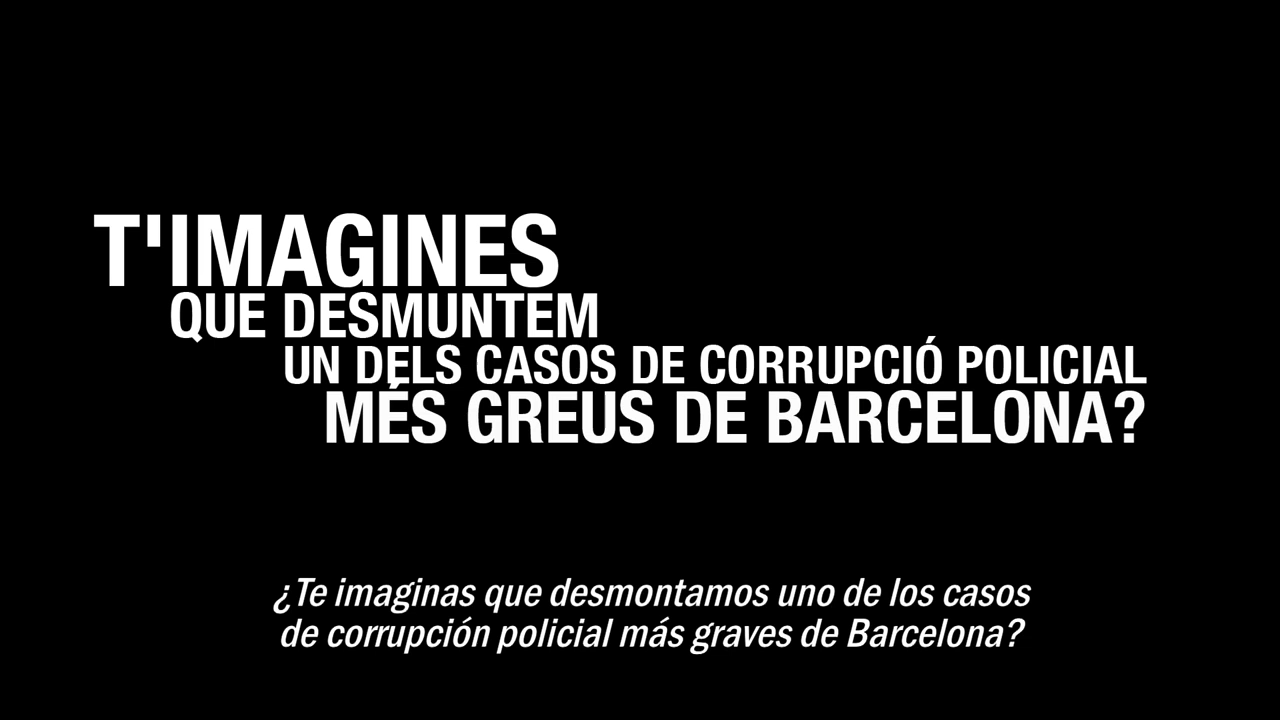 T'IMAGINES
QUE DESMUNTEM
UN DELS CASOS DE CORRUPCIÓ POLICIAL
MÉS GREUS DE BARCELONA?
¿Te imaginas que desmontamos uno de los casos
de corrupción policial más graves de Barcelona?